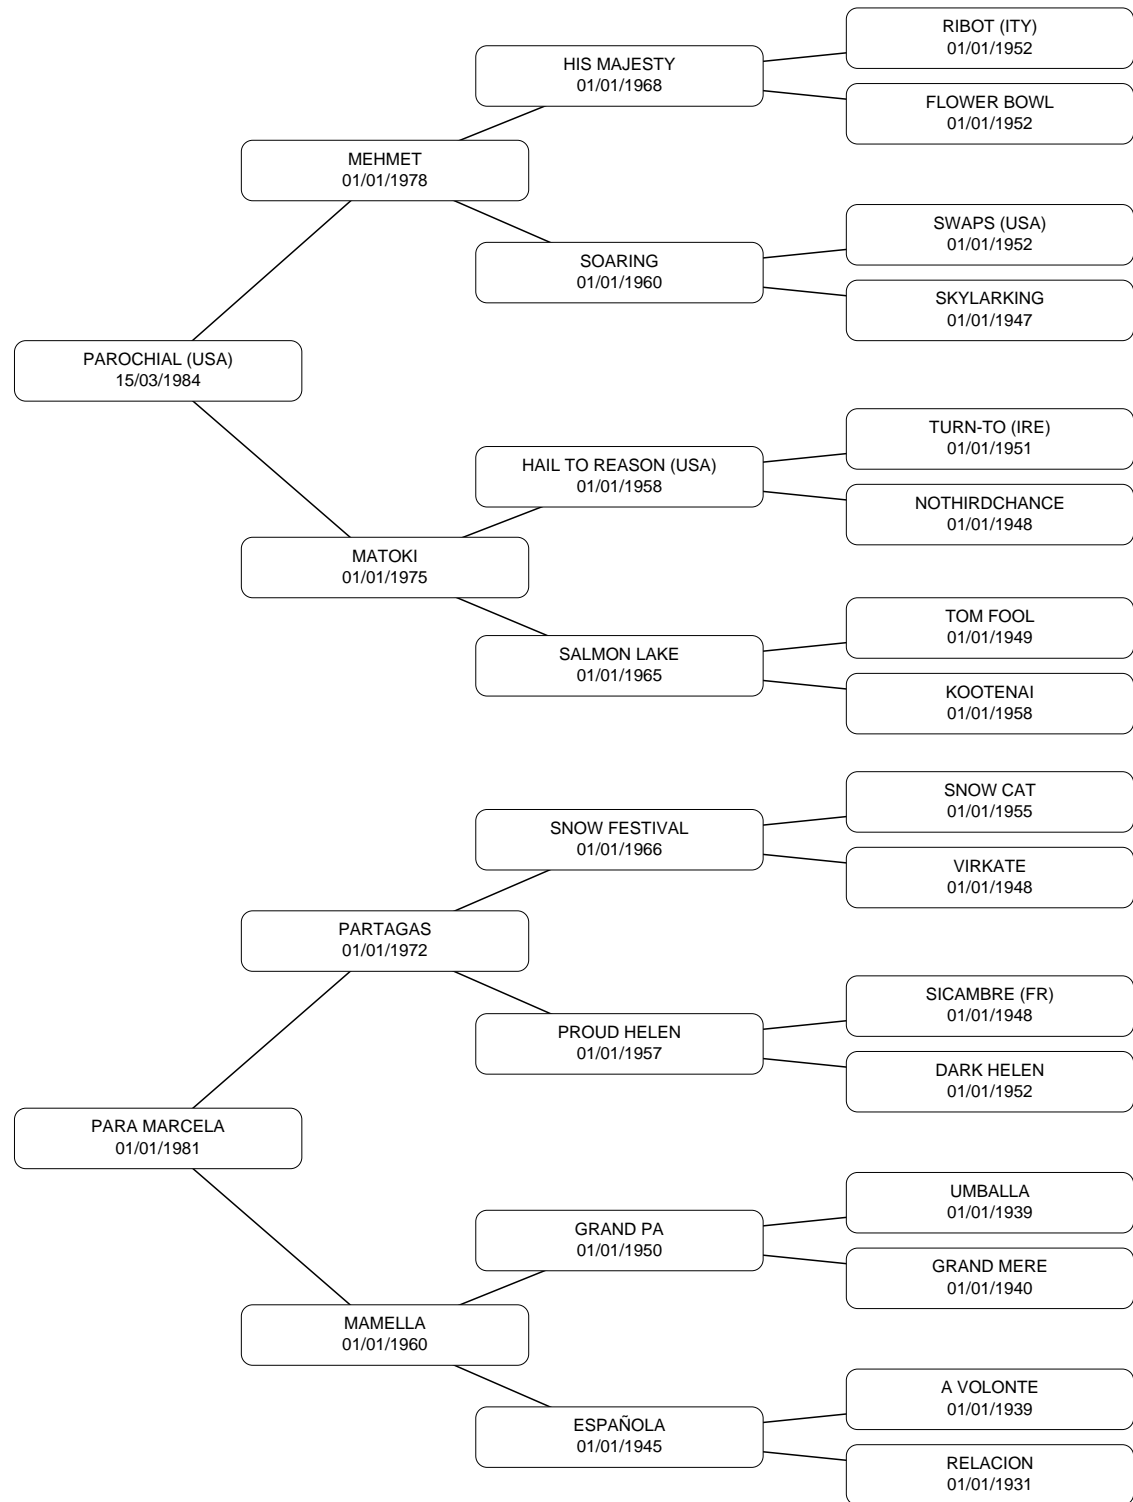 RIBOT (ITY)
01/01/1952
HIS MAJESTY
01/01/1968
FLOWER BOWL
01/01/1952
MEHMET
01/01/1978
SWAPS (USA)
01/01/1952
SOARING
01/01/1960
SKYLARKING
01/01/1947
PAROCHIAL (USA)
15/03/1984
TURN-TO (IRE)
01/01/1951
HAIL TO REASON (USA)
01/01/1958
NOTHIRDCHANCE
01/01/1948
MATOKI
01/01/1975
TOM FOOL
01/01/1949
SALMON LAKE
01/01/1965
KOOTENAI
01/01/1958
SNOW CAT
01/01/1955
SNOW FESTIVAL
01/01/1966
VIRKATE
01/01/1948
PARTAGAS
01/01/1972
SICAMBRE (FR)
01/01/1948
PROUD HELEN
01/01/1957
DARK HELEN
01/01/1952
PARA MARCELA
01/01/1981
UMBALLA
01/01/1939
GRAND PA
01/01/1950
GRAND MERE
01/01/1940
MAMELLA
01/01/1960
A VOLONTE
01/01/1939
ESPAÑOLA
01/01/1945
RELACION
01/01/1931